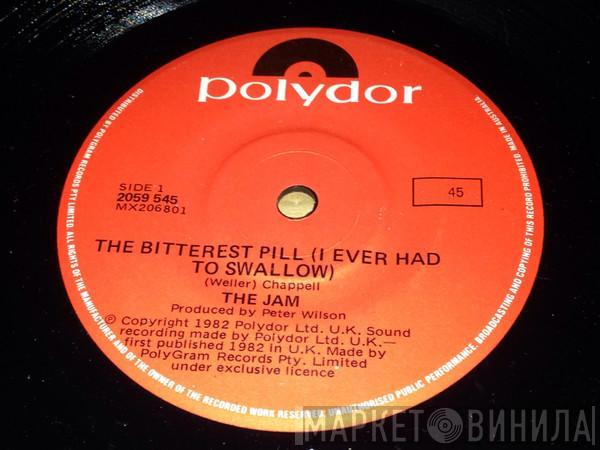 polydor
SIDE 1
2059 545
MX206801
45
THE BITTEREST PILL (I EVER HAD
TO SWALLOW)
(Weller) Chappell
THE JAM
Produced by Peter Wilson
℗ Copyright 1982 Polydor Ltd. U.K. Sound
recording made by Polydor Ltd. U.K.—
first published 1982 in U.K. Made by
PolyGram Records Pty. Limited
under exclusive licence
DISTRIBUTED BY POLYGRAM RECORDS PTY. LIMITED. ALL RIGHTS OF THE MANUFACTURER AND OF THE OWNER OF THE RECORDED WORK RESERVED. UNAUTHORISED PUBLIC PERFORMANCE, BROADCASTING AND COPYING OF THIS RECORD PROHIBITED. MADE IN AUSTRALIA.
МАРКЕТ ВИНИЛА